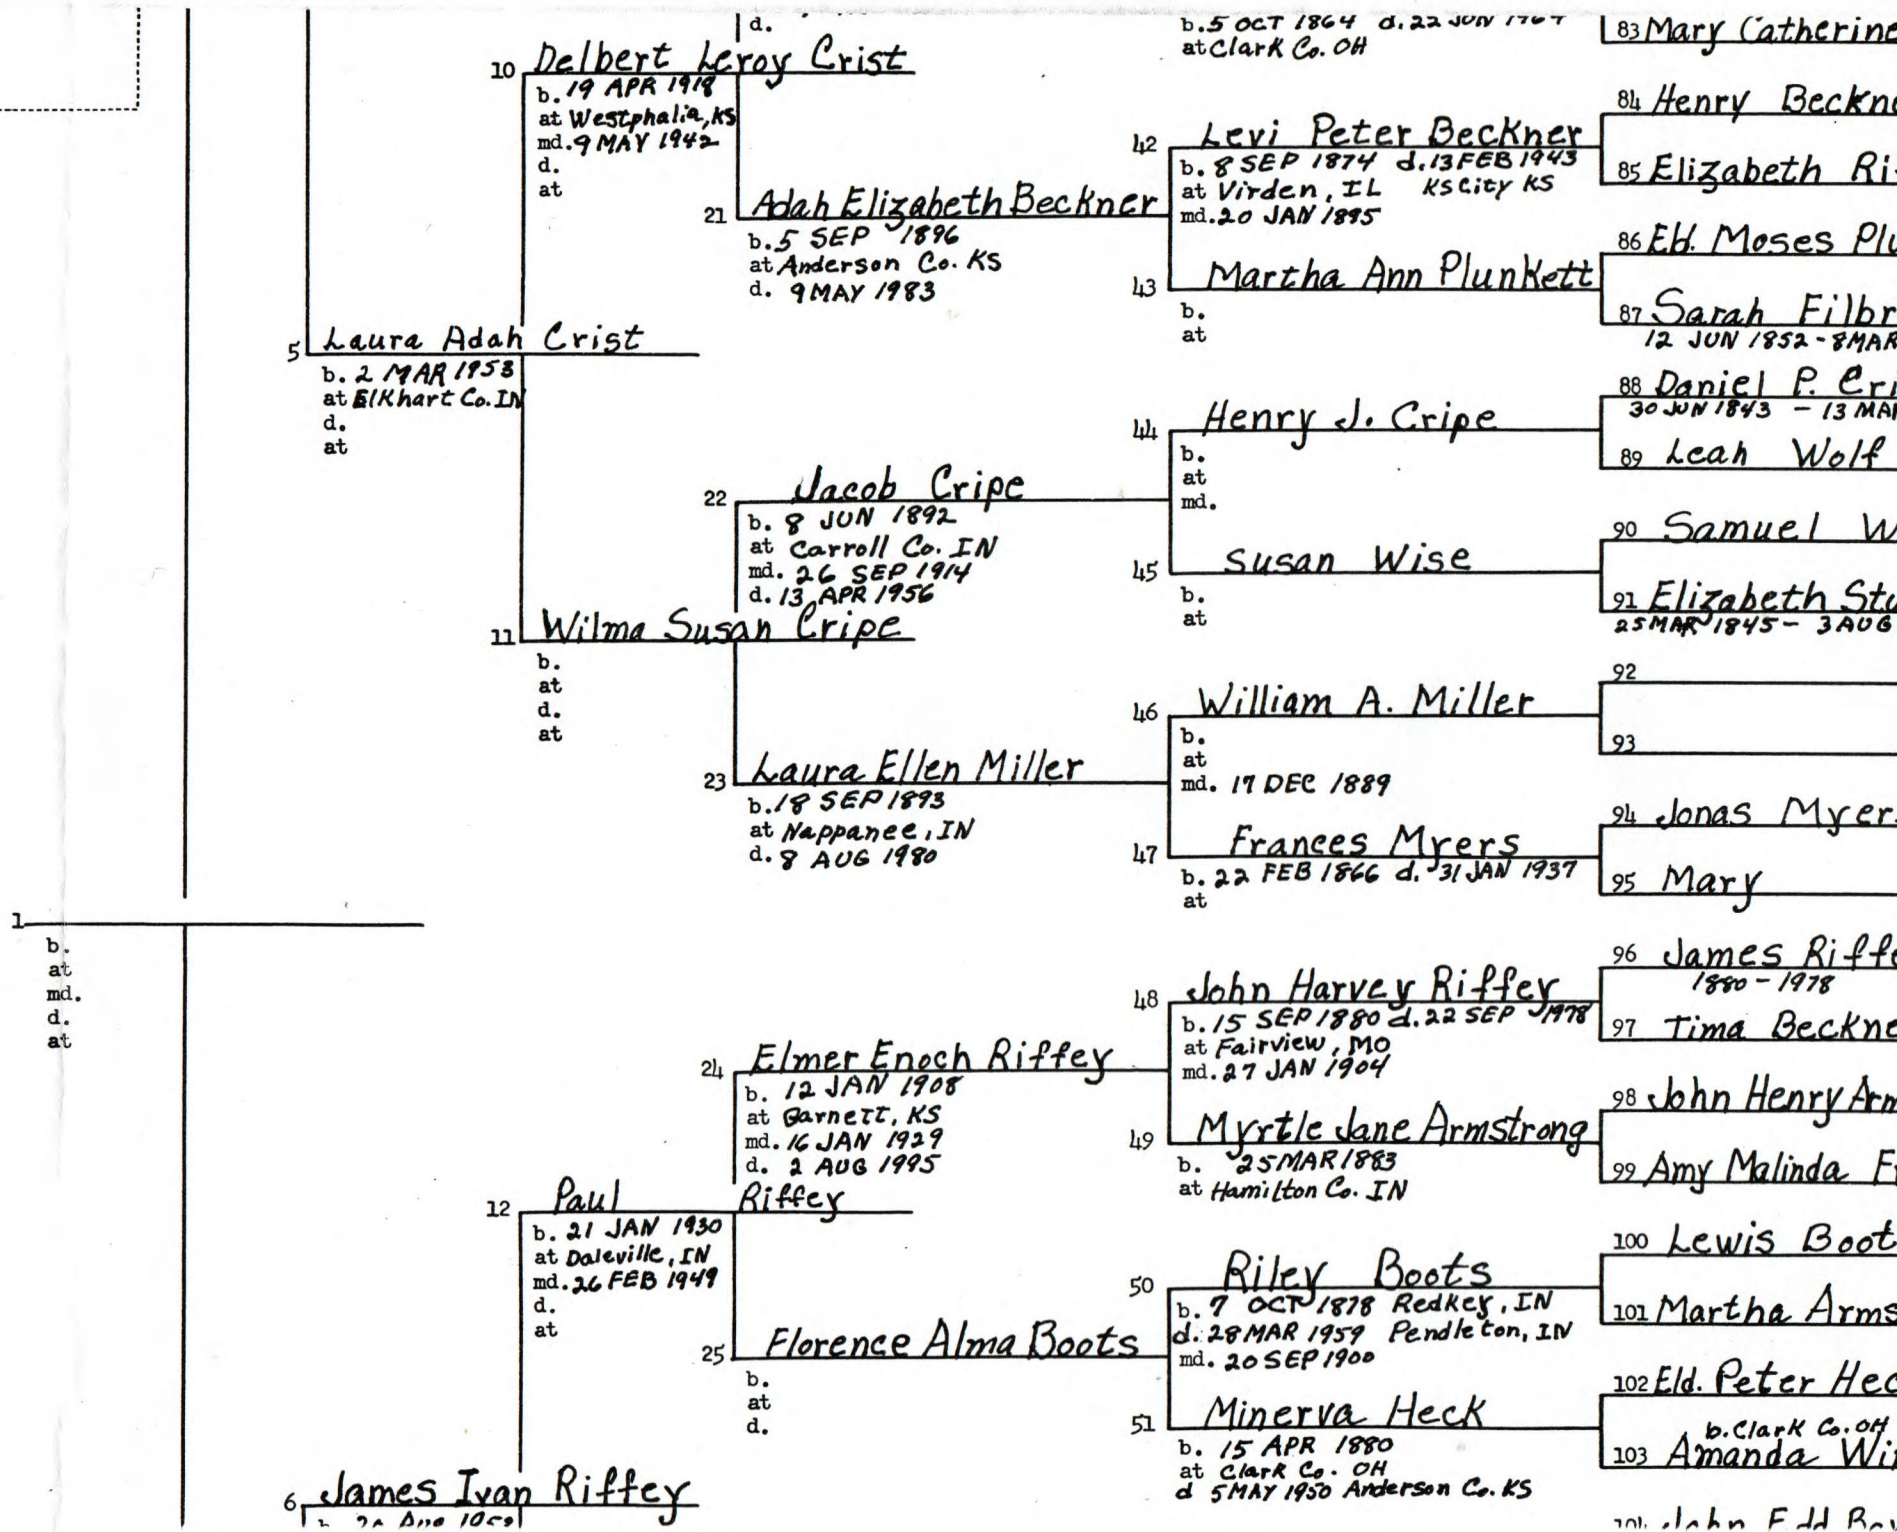 d.
10 Delbert Leroy Crist
b. 19 APR 1918
at Westphalia, KS
md. 9 MAY 1942
d.
at
21 Adah Elizabeth Beckner
b. 5 SEP 1896
at Anderson Co. KS
d. 9 MAY 1983
5 Laura Adah Crist
b. 2 MAR 1953
at Elkhart Co. IN
d.
at
22 Jacob Cripe
b. 8 JUN 1892
at Carroll Co. IN
md. 26 SEP 1914
d. 13 APR 1956
11 Wilma Susan Cripe
b.
at
d.
at
23 Laura Ellen Miller
b. 18 SEP 1893
at Nappanee, IN
d. 8 AUG 1980
1
b.
at
md.
d.
at
24 Elmer Enoch Riffey
b. 12 JAN 1908
at Garnett, KS
md. 16 JAN 1929
d. 2 AUG 1995
12 Paul Riffey
b. 21 JAN 1930
at Daleville, IN
md. 26 FEB 1949
d.
at
25 Florence Alma Boots
b.
at
d.
6 James Ivan Riffey
b. 5 OCT 1864 d. 22 JUN
at Clark Co. OH
42 Levi Peter Beckner
b. 8 SEP 1874 d. 13 FEB 1943
at Virden, IL KS City KS
md. 20 JAN 1895
43 Martha Ann Plunkett
b.
at
44 Henry J. Cripe
b.
at
md.
45 Susan Wise
b.
at
46 William A. Miller
b.
at
md. 17 DEC 1889
47 Frances Myers
b. 22 FEB 1866 d. 31 JAN 1937
at
48 John Harvey Riffey
b. 15 SEP 1880 d. 22 SEP 1978
at Fairview, MO
md. 27 JAN 1904
49 Myrtle Jane Armstrong
b. 25 MAR 1883
at Hamilton Co. IN
50 Riley Boots
b. 7 OCT 1878 Redkey, IN
d. 28 MAR 1959 Pendleton, IN
md. 20 SEP 1900
51 Minerva Heck
b. 15 APR 1880
at Clark Co. OH
d 5 MAY 1950 Anderson Co. KS
83 Mary Catherine
84 Henry Beckn
85 Elizabeth Ri
86 Moses Plu
87 Sarah Filbr
12 JUN 1852 - 8 MAR
88 Daniel P. Cri
30 JUN 1843 - 13 MAR
89 Leah Wolf
90 Samuel W
91 Elizabeth Sto
25 MAR 1845 - 3 AUG
92
93
94 Jonas Myers
95 Mary
96 James Riffe
1880 - 1978
97 Tima Beckne
98 John Henry Arm
99 Amy Malinda F
100 Lewis Boot
101 Martha Arms
102 Eld. Peter Hec
b. Clark Co. OH
103 Amanda Wi